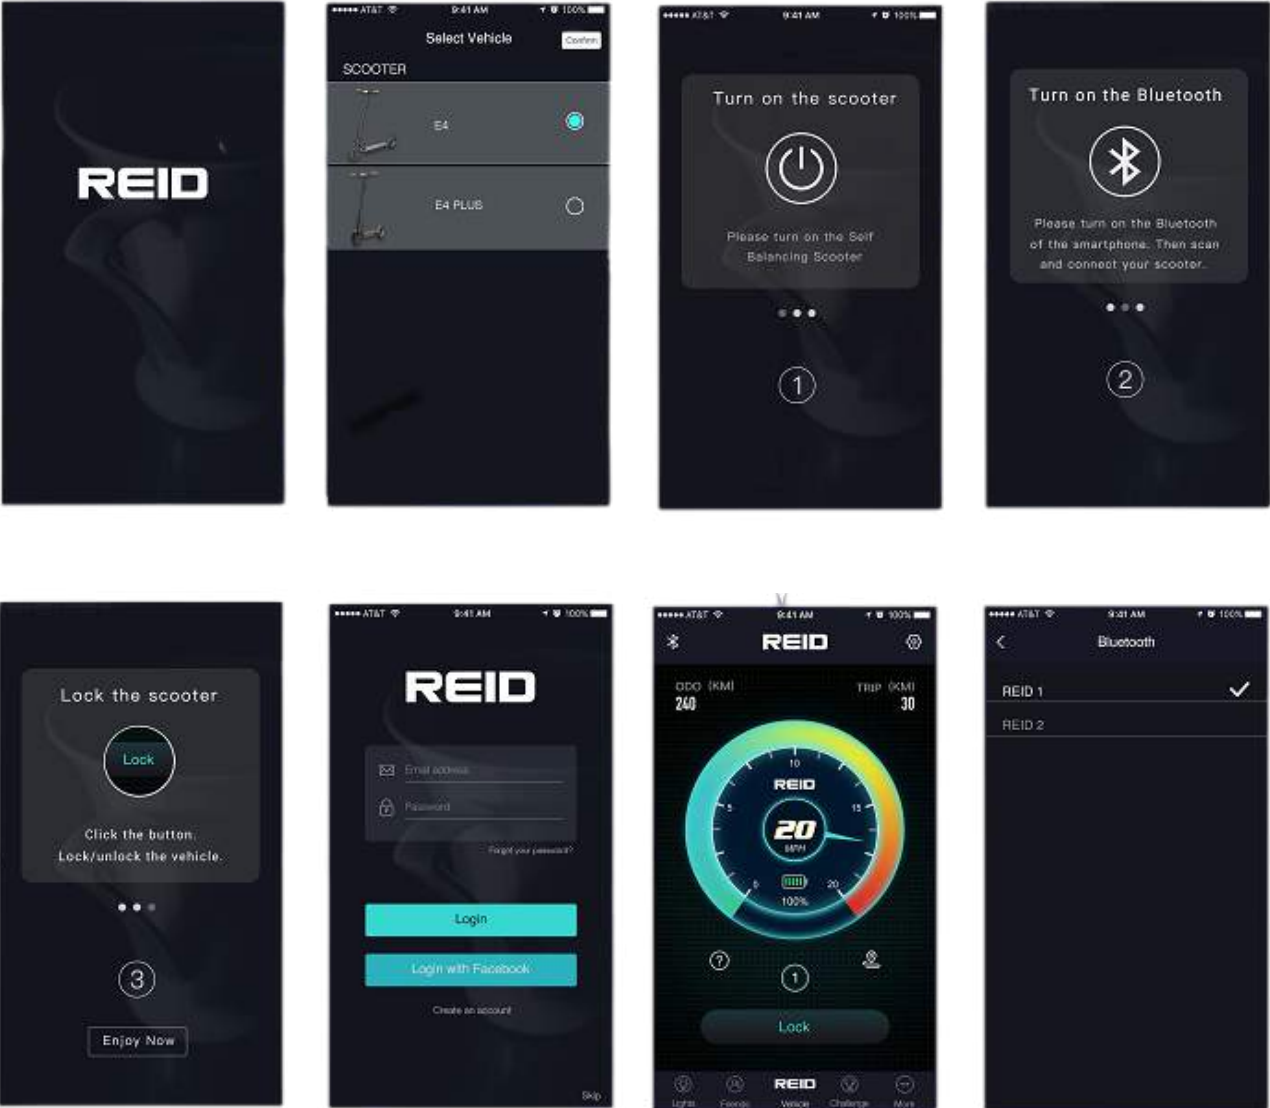 REID
AT&T
9:41 AM
100%
Select Vehicle
Confirm
SCOOTER
E4
E4 PLUS
AT&T
9:41 AM
100%
Turn on the scooter
Please turn on the Self
Balancing Scooter
1
AT&T
9:41 AM
100%
Turn on the Bluetooth
Please turn on the Bluetooth
of the smartphone. Then scan
and connect your scooter.
2
Lock the scooter
Lock
Click the button.
Lock/unlock the vehicle.
3
Enjoy Now
AT&T
9:41 AM
100%
REID
Email address
Password
Forgot your password?
Login
Login with Facebook
Create an account
Skip
AT&T
9:41 AM
100%
REID
ODO (KM)
TRIP (KM)
240
30
10
REID
5
15
20
MPH
0
20
100%
?
1
Lock
REID
Lights
Friends
Vehicle
Challenge
More
AT&T
9:41 AM
100%
Bluetooth
REID 1
REID 2